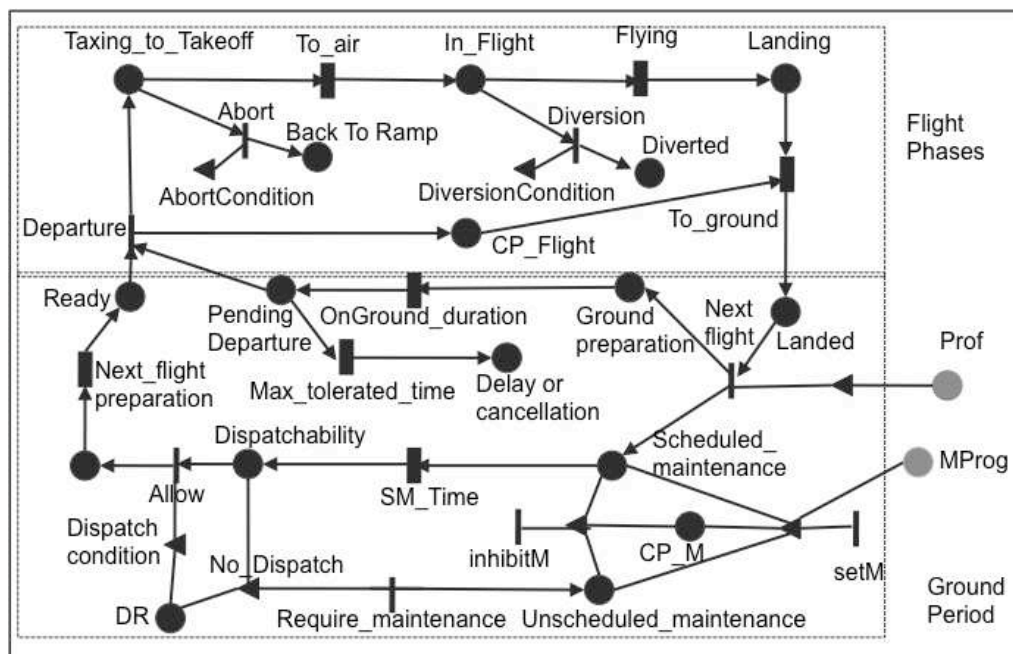 Taxing_to_Takeoff
To_air
In_Flight
Flying
Landing
Abort
Back To Ramp
Diversion
Diverted
Flight
Phases
AbortCondition
DiversionCondition
Departure
CP_Flight
To_ground
Ready
Pending
Departure
OnGround_duration
Ground
preparation
Next
flight
Landed
Prof
Next_flight
preparation
Max_tolerated_time
Delay or
cancellation
Dispatchability
Scheduled_
maintenance
MProg
Allow
SM_Time
Dispatch
condition
inhibitM
CP_M
setM
No_Dispatch
DR
Require_maintenance
Unscheduled_maintenance
Ground
Period